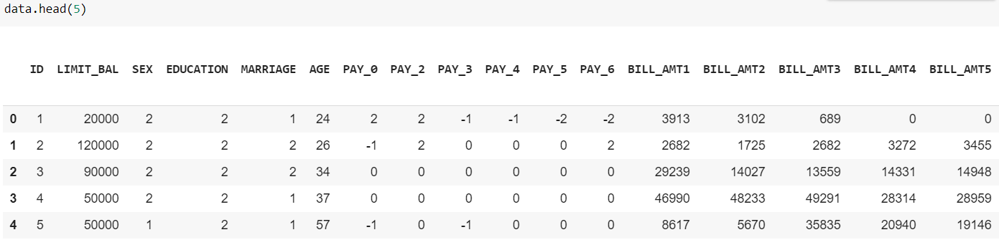 data.head(5)
ID LIMIT_BAL SEX EDUCATION MARRIAGE AGE PAY_0 PAY_2 PAY_3 PAY_4 PAY_5 PAY_6 BILL_AMT1 BILL_AMT2 BILL_AMT3 BILL_AMT4 BILL_AMT5
0 1 20000 2 2 1 24 2 2 -1 -1 -2 -2 3913 3102 689 0 0
1 2 120000 2 2 2 26 -1 2 0 0 0 2 2682 1725 2682 3272 3455
2 3 90000 2 2 2 34 0 0 0 0 0 0 29239 14027 13559 14331 14948
3 4 50000 2 2 1 37 0 0 0 0 0 0 46990 48233 49291 28314 28959
4 5 50000 1 2 1 57 -1 0 -1 0 0 0 8617 5670 35835 20940 19146